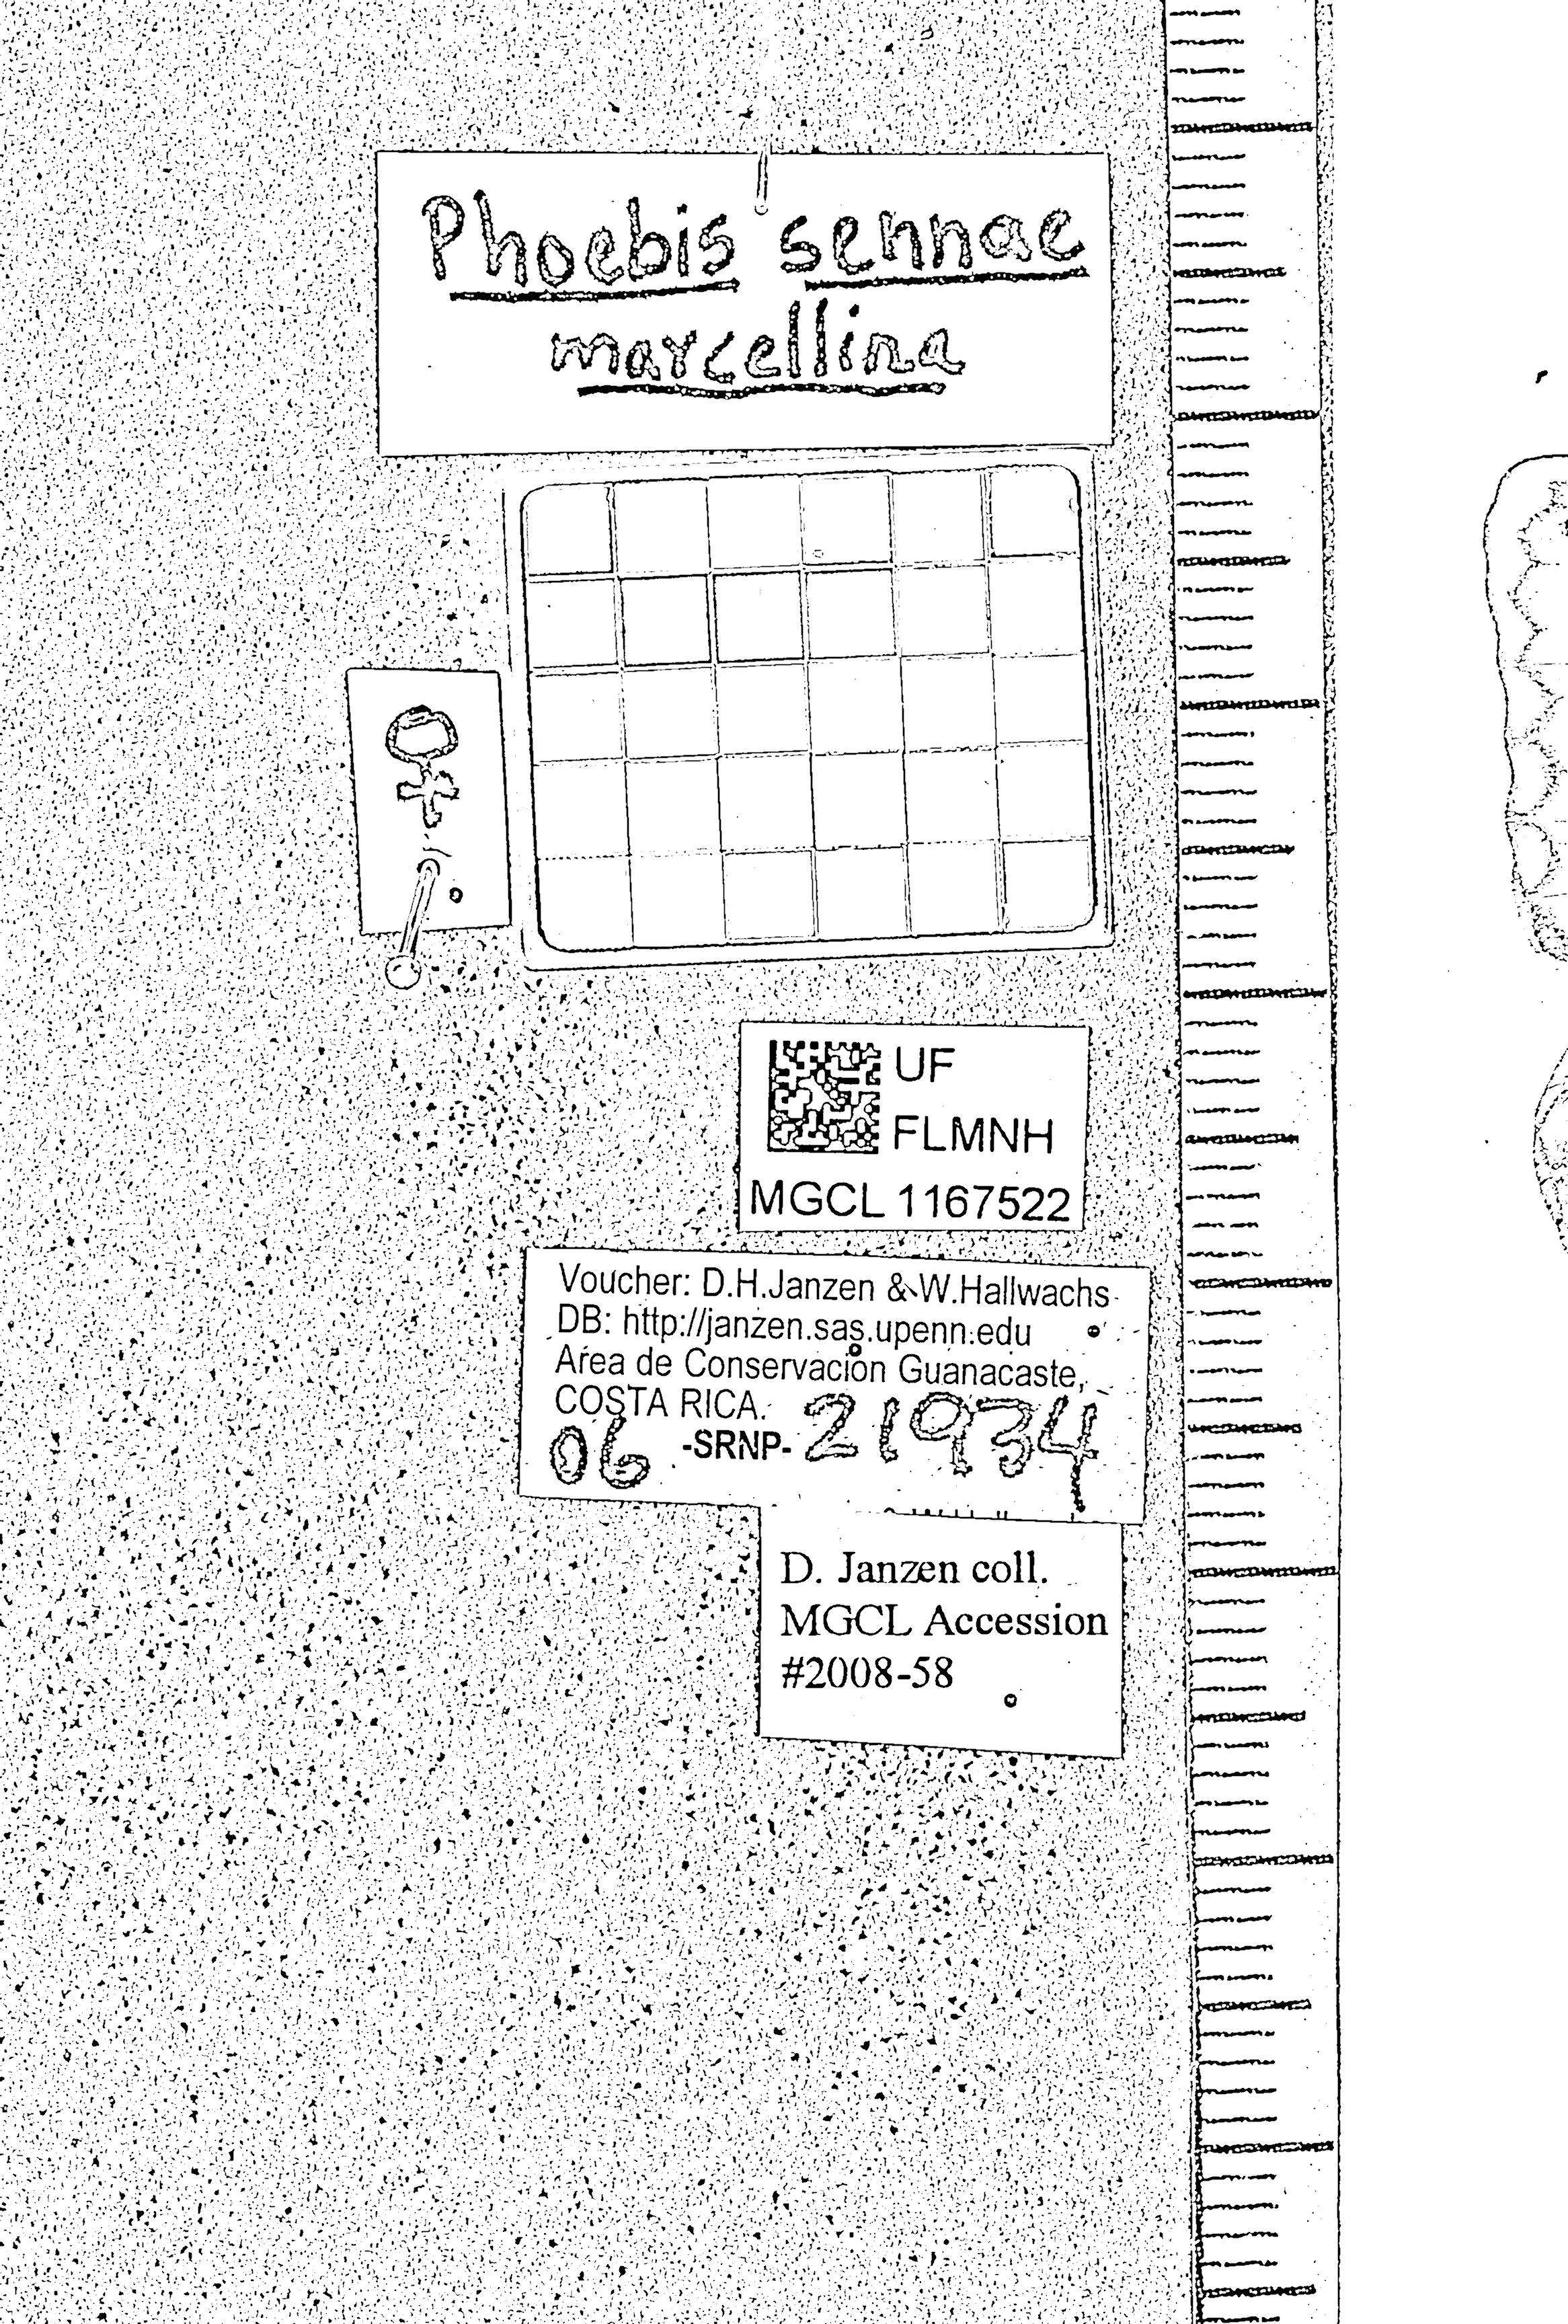 Phoebis sennae
marcellina
♀
UF
FLMNH
MGCL 1167522
Voucher: D.H.Janzen & W.Hallwachs
DB: http://janzen.sas.upenn.edu
Area de Conservacion Guanacaste,
COSTA RICA.
06 -SRNP- 21934
D. Janzen coll.
MGCL Accession
#2008-58